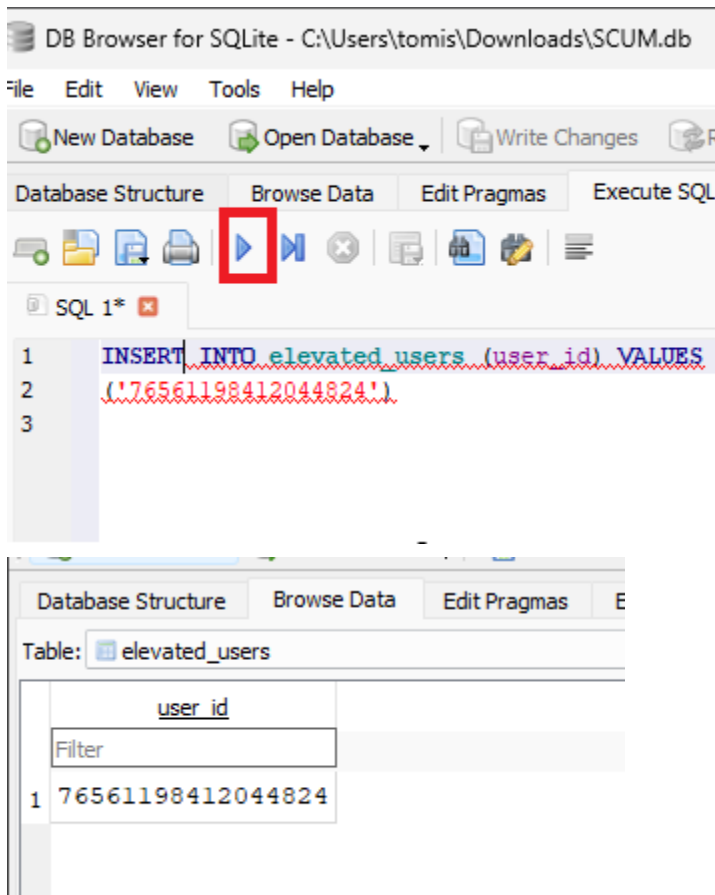 DB Browser for SQLite - C:\Users\tomis\Downloads\SCUM.db
File Edit View Tools Help
New Database Open Database Write Changes
Database Structure Browse Data Edit Pragmas Execute SQL
SQL 1*
1 INSERT INTO elevated_users (user_id) VALUES
2 ('76561198412044824')
3
Database Structure Browse Data Edit Pragmas
Table: elevated_users
user_id
Filter
1 76561198412044824